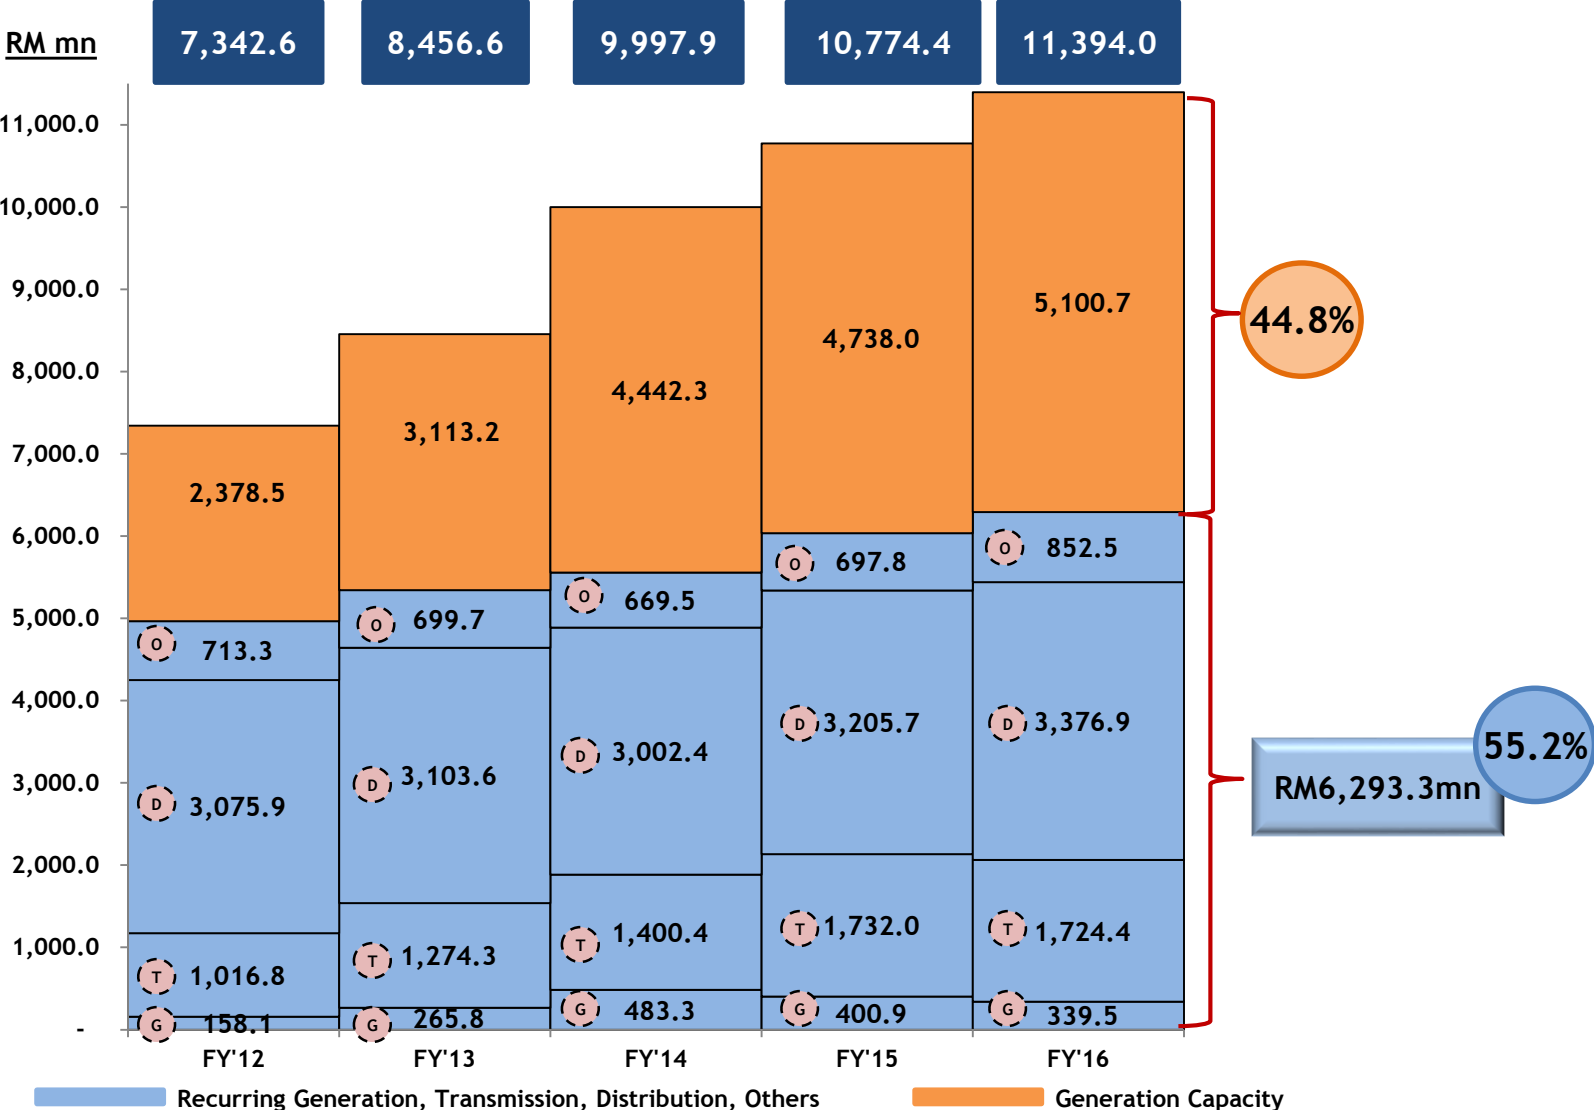 RM mn
7,342.6 8,456.6 9,997.9 10,774.4 11,394.0
11,000.0
10,000.0
9,000.0
8,000.0
7,000.0
6,000.0
5,000.0
4,000.0
3,000.0
2,000.0
1,000.0
-
2,378.5
O 713.3
D 3,075.9
T 1,016.8
G 158.1
3,113.2
O 699.7
D 3,103.6
T 1,274.3
G 265.8
4,442.3
O 669.5
D 3,002.4
T 1,400.4
G 483.3
4,738.0
O 697.8
D 3,205.7
T 1,732.0
G 400.9
5,100.7
O 852.5
D 3,376.9
T 1,724.4
G 339.5
44.8%
55.2%
RM6,293.3mn
FY'12 FY'13 FY'14 FY'15 FY'16
Recurring Generation, Transmission, Distribution, Others Generation Capacity